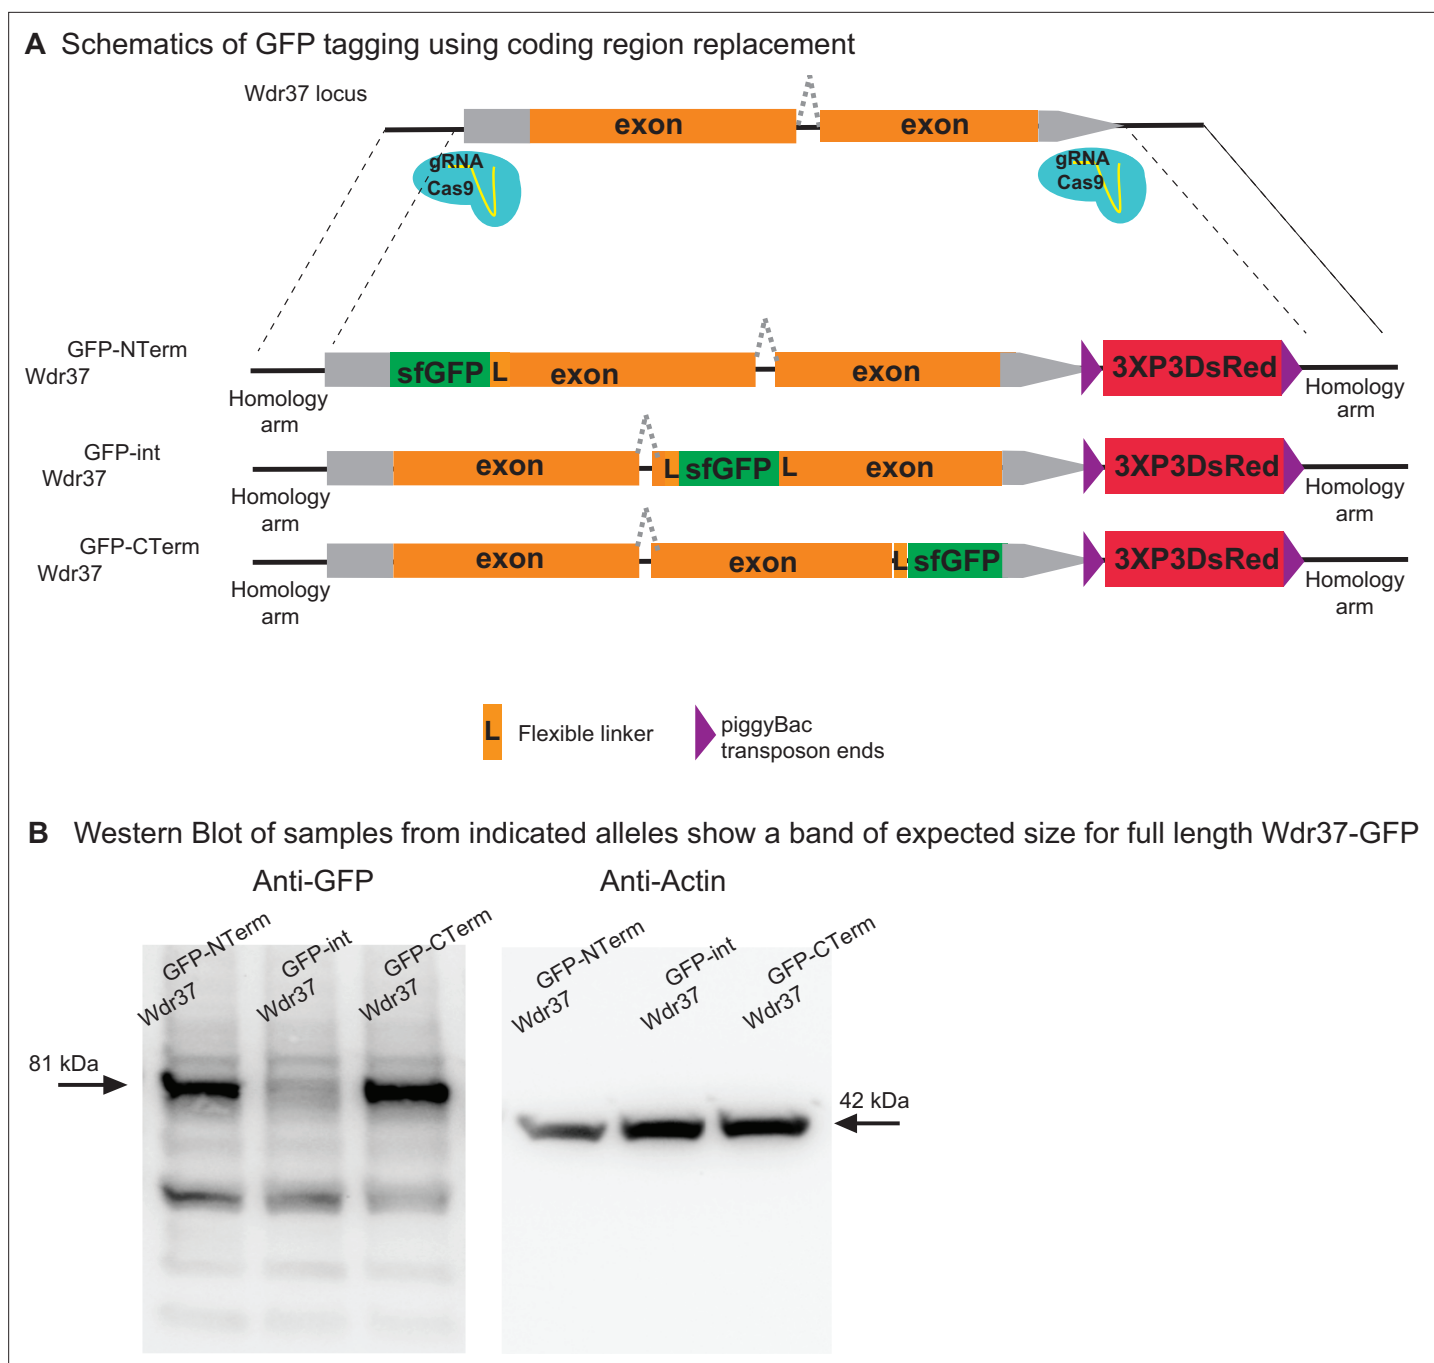 A Schematics of GFP tagging using coding region replacement
Wdr37 locus
exon
exon
gRNA
Cas9
gRNA
Cas9
GFP-NTerm
Wdr37
sfGFP
L
exon
exon
3XP3DsRed
Homology
arm
Homology
arm
GFP-int
Wdr37
exon
L
sfGFP
L
exon
3XP3DsRed
Homology
arm
Homology
arm
GFP-CTerm
Wdr37
exon
exon
L
sfGFP
3XP3DsRed
Homology
arm
Homology
arm
L
Flexible linker
piggyBac
transposon ends
B Western Blot of samples from indicated alleles show a band of expected size for full length Wdr37-GFP
Anti-GFP
Anti-Actin
GFP-NTerm
Wdr37
GFP-int
Wdr37
GFP-CTerm
Wdr37
GFP-NTerm
Wdr37
GFP-int
Wdr37
GFP-CTerm
Wdr37
81 kDa
42 kDa